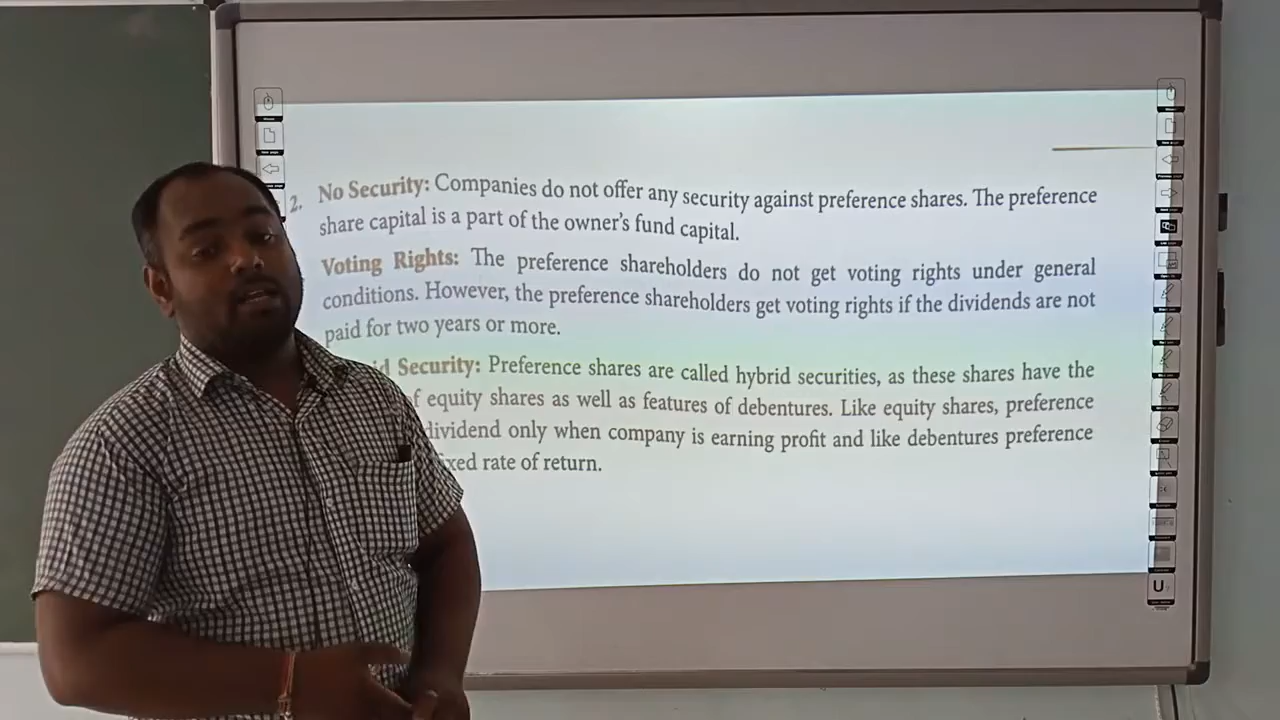 2. No Security: Companies do not offer any security against preference shares. The preference
share capital is a part of the owner's fund capital.
Voting Rights: The preference shareholders do not get voting rights under general
conditions. However, the preference shareholders get voting rights if the dividends are not
paid for two years or more.
Security: Preference shares are called hybrid securities, as these shares have the
of equity shares as well as features of debentures. Like equity shares, preference
dividend only when company is earning profit and like debentures preference
rate of return.
U